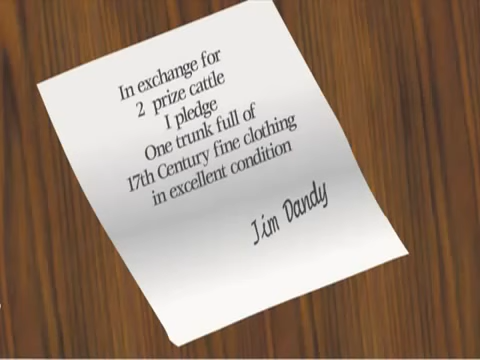 In exchange for
2 prize cattle
I pledge
One trunk full of
17th Century fine clothing
in excellent condition
Jim Dandy